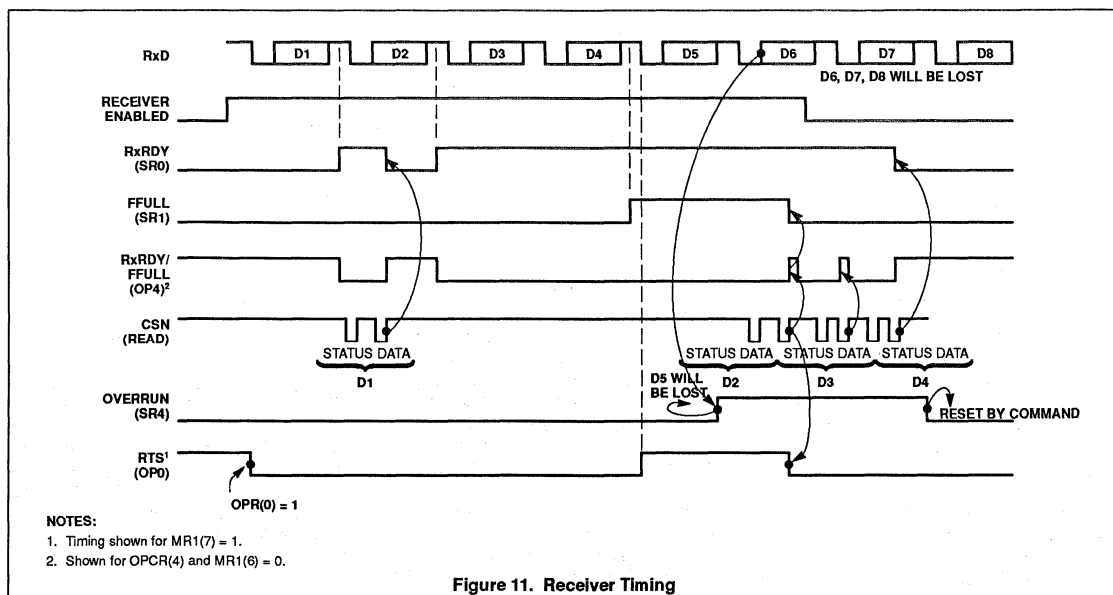 RxD
D1 D2 D3 D4 D5 D6 D7 D8
D6, D7, D8 WILL BE LOST
RECEIVER
ENABLED
RxRDY
(SR0)
FFULL
(SR1)
RxRDY/
FFULL
(OP4)²
CSN
(READ)
STATUS DATA STATUS DATA STATUS DATA STATUS DATA
D1 D2 D3 D4
D5 WILL
BE LOST
OVERRUN
(SR4)
RESET BY COMMAND
RTS¹
(OP0)
OPR(0) = 1
NOTES:
1. Timing shown for MR1(7) = 1.
2. Shown for OPCR(4) and MR1(6) = 0.
Figure 11. Receiver Timing